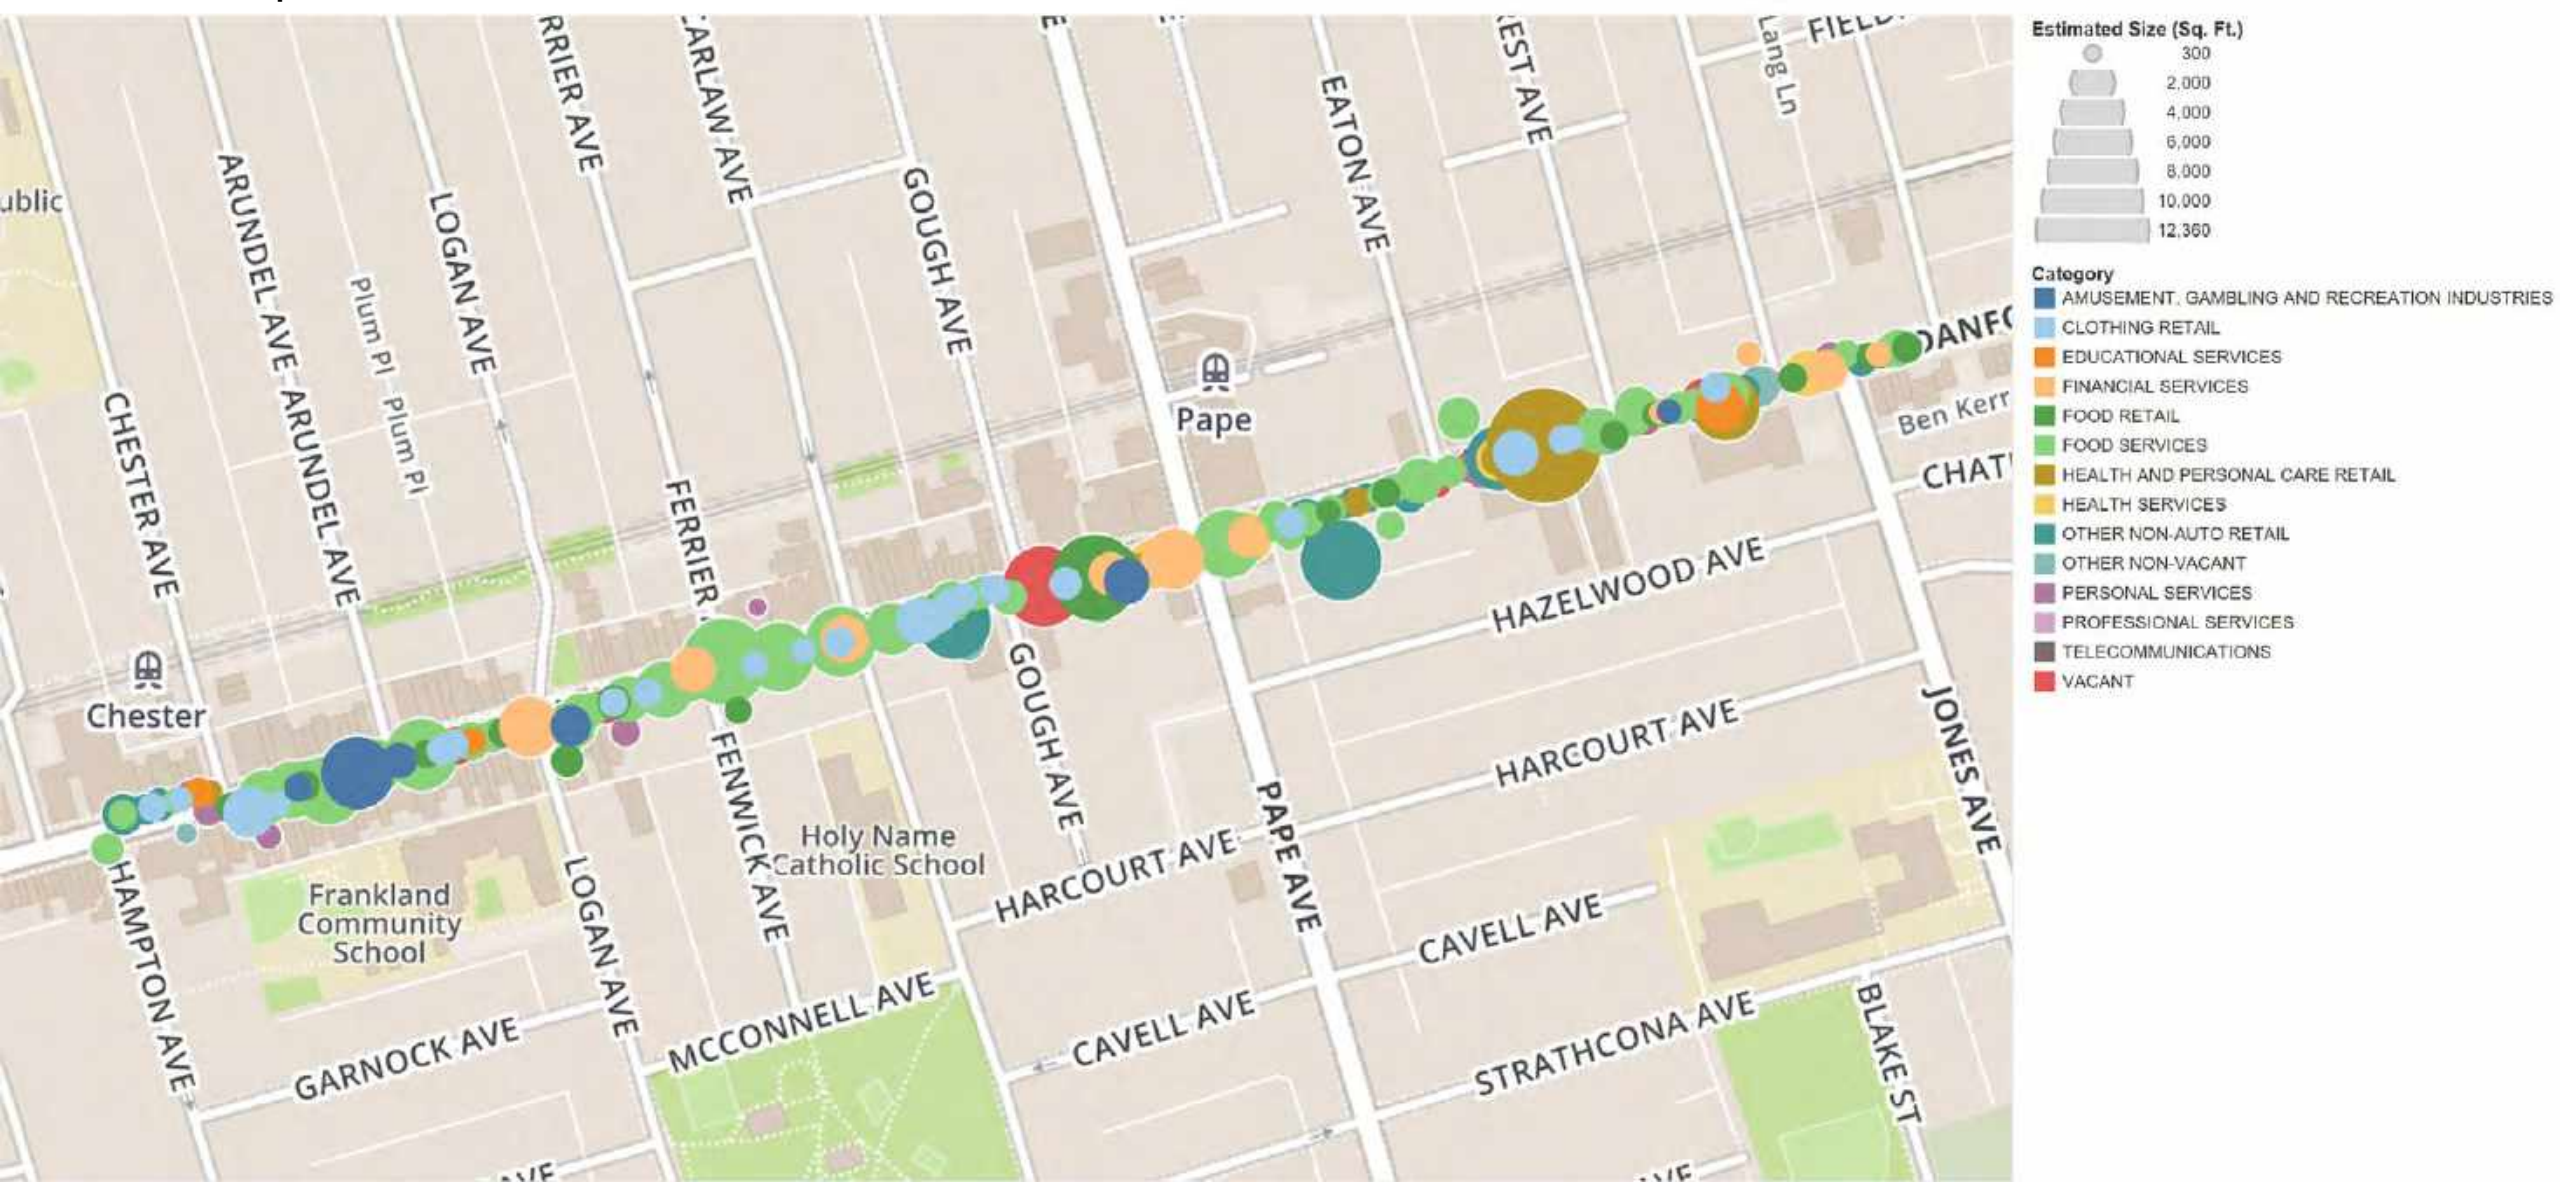 RRIER AVE
CARLAW AVE
EST AVE
Lang Ln
FIELD
EATON AVE
ublic
ARUNDEL AVE
LOGAN AVE
GOUGH AVE
Plum Pl
Plum Pl
CHESTER AVE
ARUNDEL AVE
Pape
DANFO
Ben Kerr
CHAT
FERRIER
HAZELWOOD AVE
Chester
GOUGH AVE
HARCOURT AVE
JONES AVE
FENWICK AVE
PAPE AVE
Holy Name
Catholic School
HARCOURT AVE
HAMPTON AVE
Frankland
Community
School
LOGAN AVE
CAVELL AVE
MCCONNELL AVE
GARNOCK AVE
CAVELL AVE
STRATHCONA AVE
BLAKE ST
AVE
AVE
Estimated Size (Sq. Ft.)
300
2,000
4,000
6,000
8,000
10,000
12,360
Category
AMUSEMENT, GAMBLING AND RECREATION INDUSTRIES
CLOTHING RETAIL
EDUCATIONAL SERVICES
FINANCIAL SERVICES
FOOD RETAIL
FOOD SERVICES
HEALTH AND PERSONAL CARE RETAIL
HEALTH SERVICES
OTHER NON-AUTO RETAIL
OTHER NON-VACANT
PERSONAL SERVICES
PROFESSIONAL SERVICES
TELECOMMUNICATIONS
VACANT